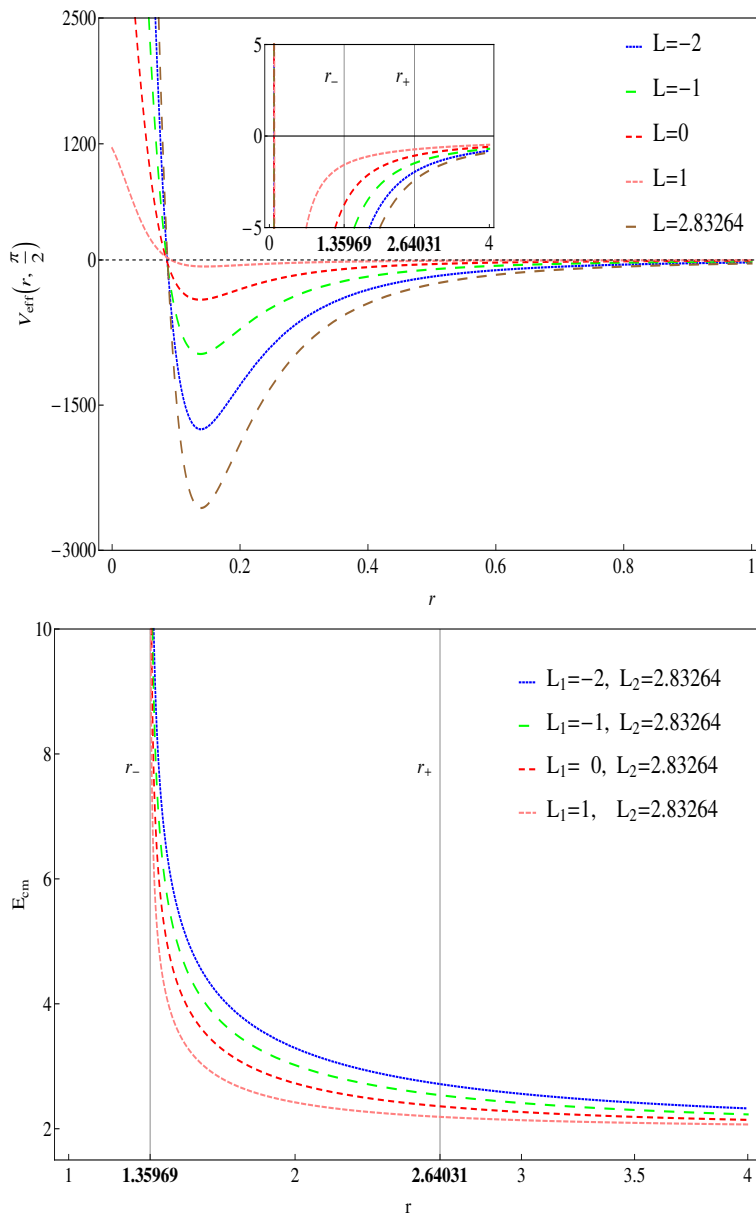 2500
1200
0
−1500
−3000
V_eff(r, π/2)
0 0.2 0.4 0.6 0.8 1
r
5
0
−5
r_− r_+
0 1.35969 2.64031 4
L=−2
L=−1
L=0
L=1
L=2.83264
10
8
6
4
2
E_cm
r_− r_+
L_1=−2, L_2=2.83264
L_1=−1, L_2=2.83264
L_1= 0, L_2=2.83264
L_1=1, L_2=2.83264
1 1.35969 2 2.64031 3 3.5 4
r